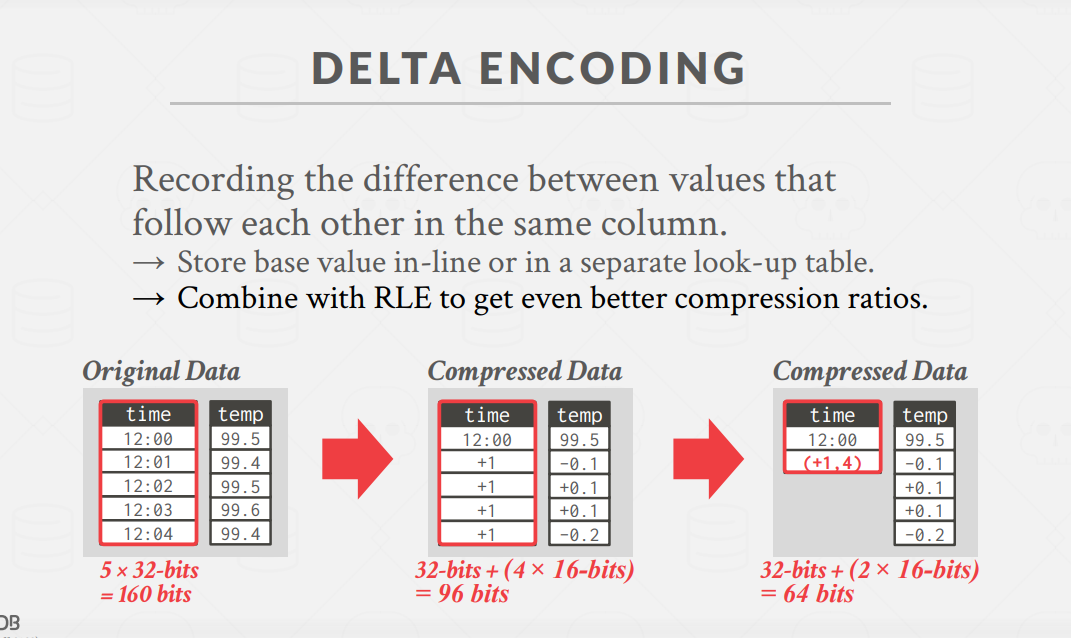 DELTA ENCODING
Recording the difference between values that
follow each other in the same column.
→ Store base value in-line or in a separate look-up table.
→ Combine with RLE to get even better compression ratios.
Original Data
time temp
12:00 99.5
12:01 99.4
12:02 99.5
12:03 99.6
12:04 99.4
5 × 32-bits
= 160 bits
Compressed Data
time temp
12:00 99.5
+1 -0.1
+1 +0.1
+1 +0.1
+1 -0.2
32-bits + (4 × 16-bits)
= 96 bits
Compressed Data
time temp
12:00 99.5
(+1,4) -0.1
+0.1
+0.1
-0.2
32-bits + (2 × 16-bits)
= 64 bits
DB